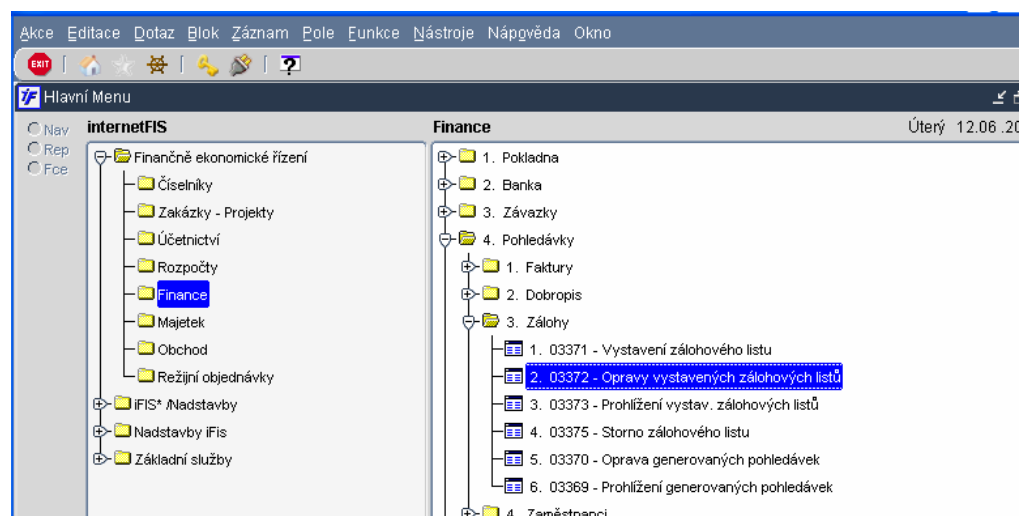 Akce Editace Dotaz Blok Záznam Pole Funkce Nástroje Nápověda Okno
EXIT
Hlavní Menu
Nav
Rep
Fce
internetFIS
Finančně ekonomické řízení
Číselníky
Zakázky - Projekty
Účetnictví
Rozpočty
Finance
Majetek
Obchod
Režijní objednávky
iFIS* /Nadstavby
Nadstavby iFis
Základní služby
Finance
Úterý 12.06.20
1. Pokladna
2. Banka
3. Závazky
4. Pohledávky
1. Faktury
2. Dobropis
3. Zálohy
1. 03371 - Vystavení zálohového listu
2. 03372 - Opravy vystavených zálohových listů
3. 03373 - Prohlížení vystav. zálohových listů
4. 03375 - Storno zálohového listu
5. 03370 - Oprava generovaných pohledávek
6. 03369 - Prohlížení generovaných pohledávek
4. Zaměstnanci